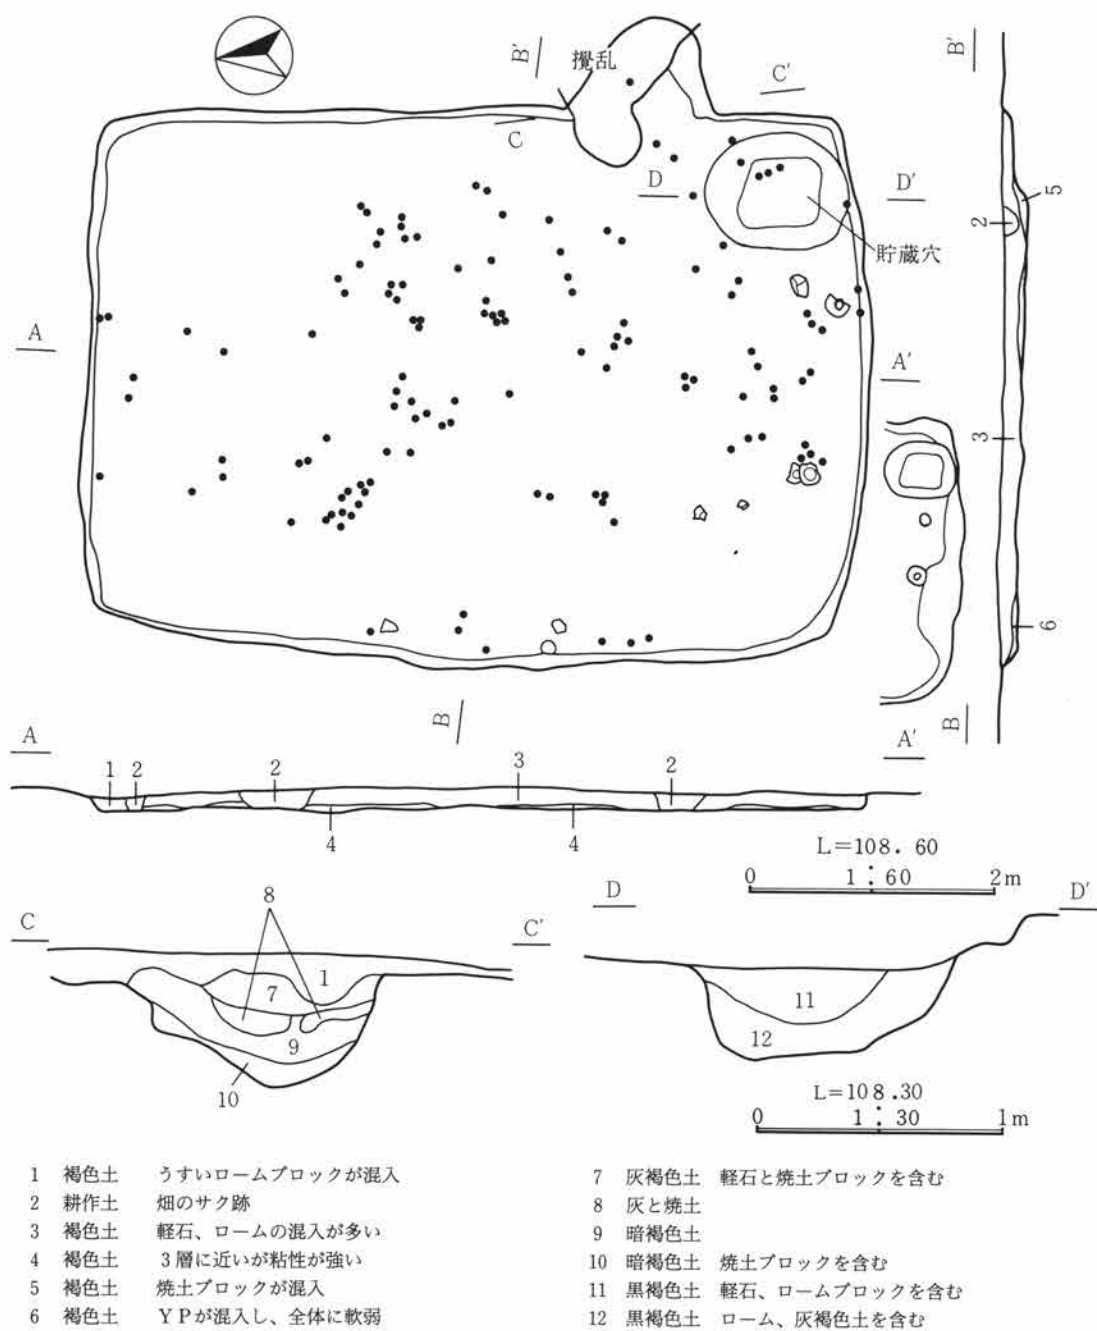 攪乱
B'
C'
B'
C
D
D'
5
2
貯蔵穴
A
A'
3
6
B
B
A
A'
1 2 2 3 2
4 4
L=108.60
0 1:60 2m
8
D
D'
C
C'
1
7
9
10
11
12
L=108.30
0 1:30 1m
1 褐色土 うすいロームブロックが混入
2 耕作土 畑のサク跡
3 褐色土 軽石、ロームの混入が多い
4 褐色土 3層に近いが粘性が強い
5 褐色土 焼土ブロックが混入
6 褐色土 YPが混入し、全体に軟弱
7 灰褐色土 軽石と焼土ブロックを含む
8 灰と焼土
9 暗褐色土
10 暗褐色土 焼土ブロックを含む
11 黒褐色土 軽石、ロームブロックを含む
12 黒褐色土 ローム、灰褐色土を含む